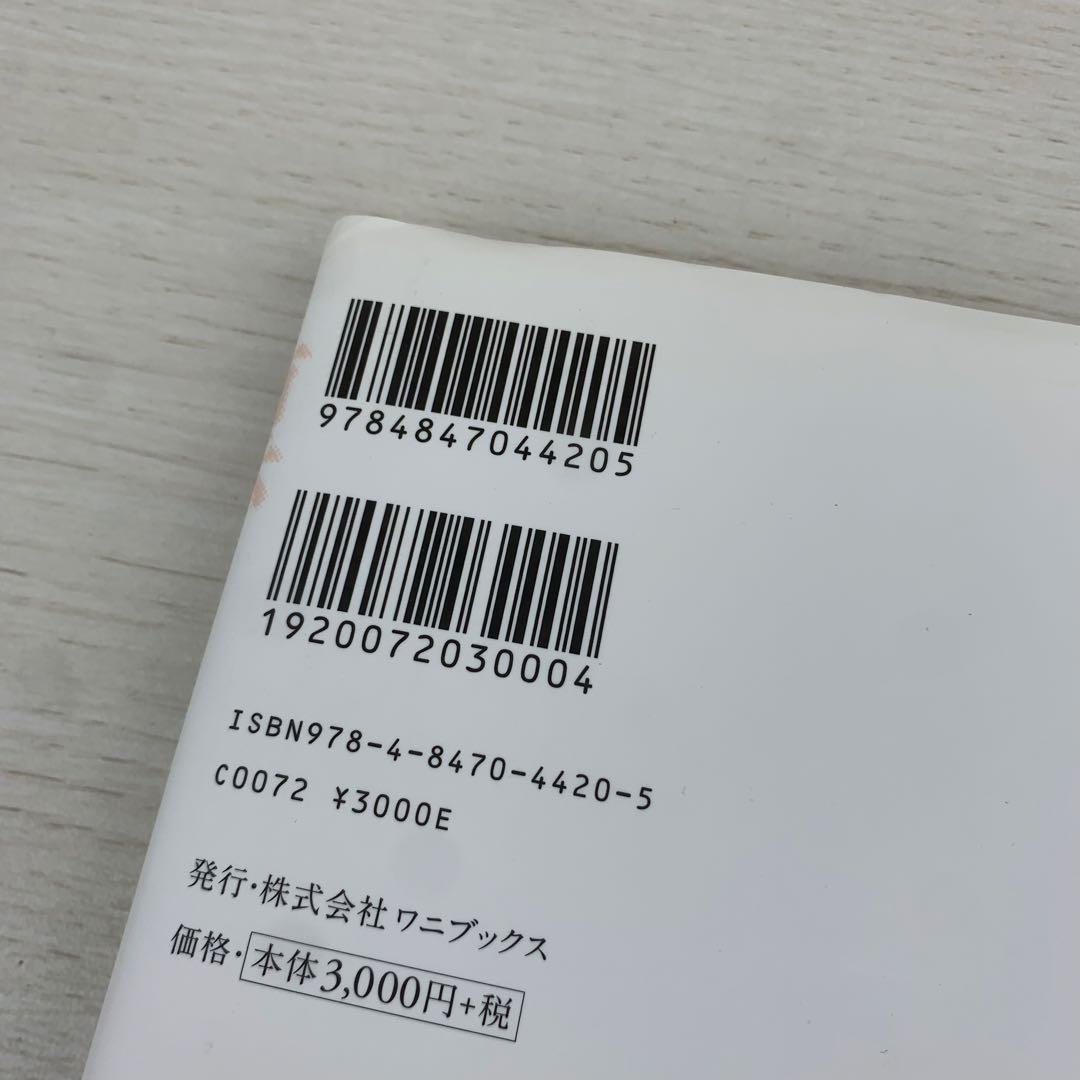 9784847044205
1920072030004
ISBN978-4-8470-4420-5
C0072 ¥3000E
発行・株式会社ワニブックス
価格・本体3,000円+税